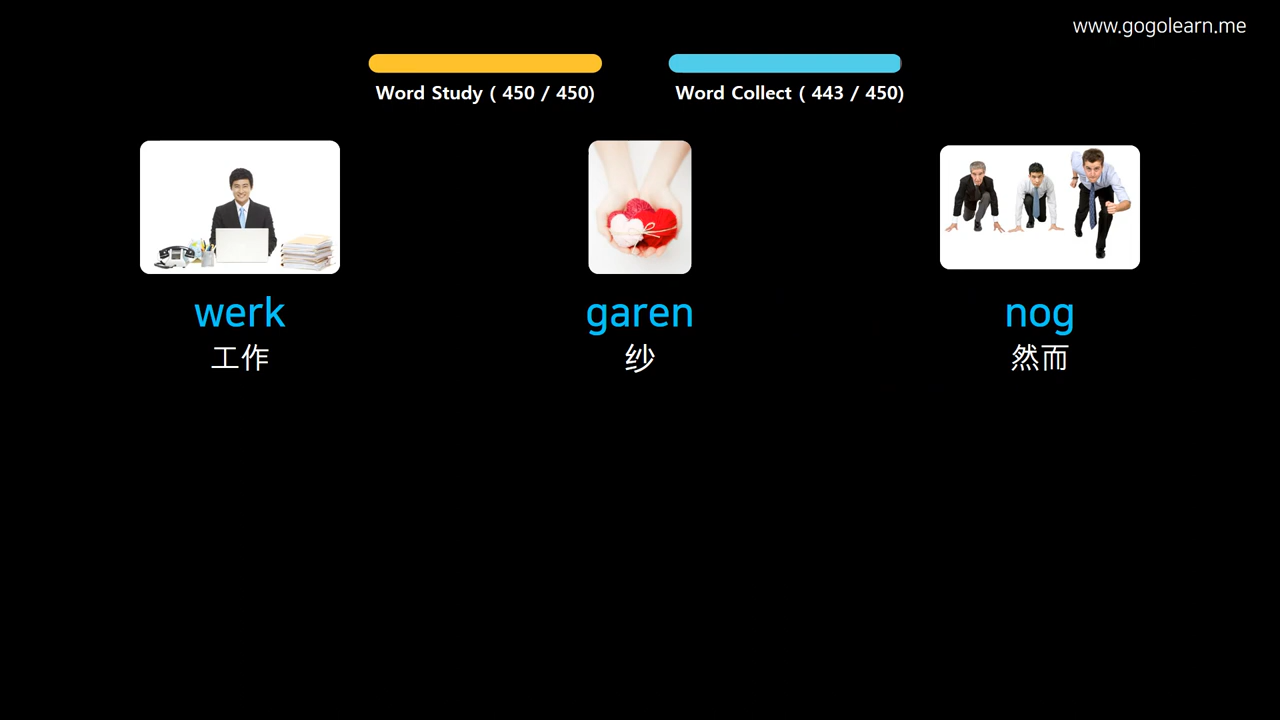 www.gogolearn.me
Word Study ( 450 / 450)
Word Collect ( 443 / 450)
werk
garen
nog
工作
纱
然而